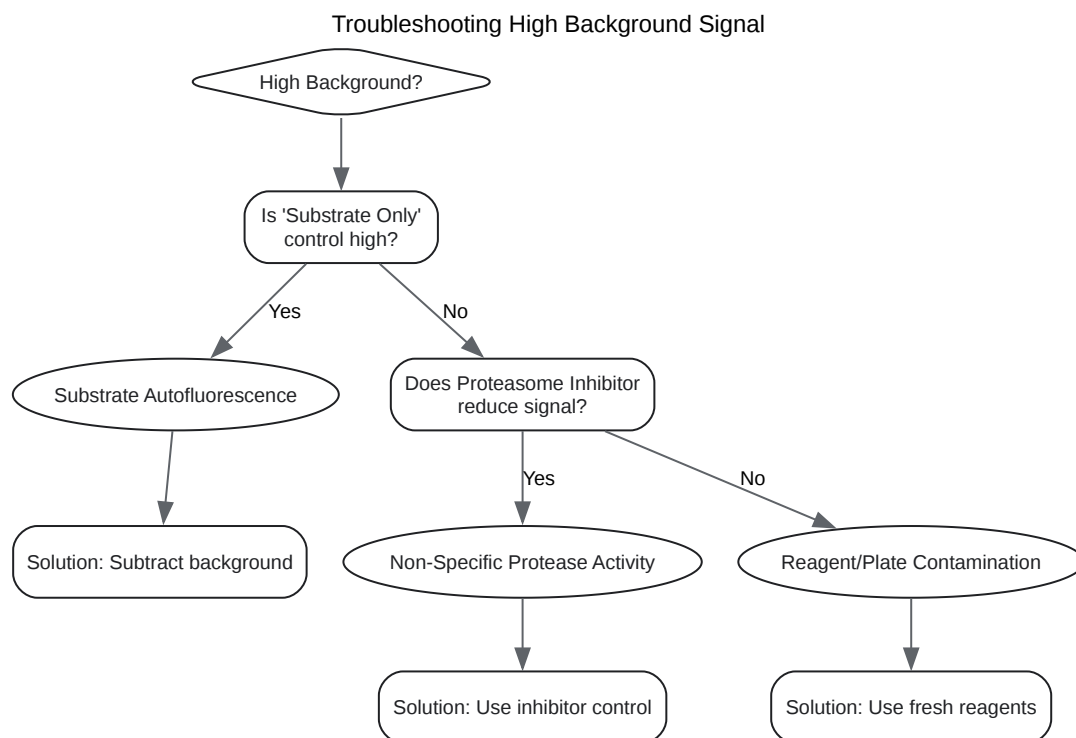 Troubleshooting High Background Signal
High Background?
Is 'Substrate Only'
control high?
Yes
No
Substrate Autofluorescence
Does Proteasome Inhibitor
reduce signal?
Yes
No
Solution: Subtract background
Non-Specific Protease Activity
Reagent/Plate Contamination
Solution: Use inhibitor control
Solution: Use fresh reagents